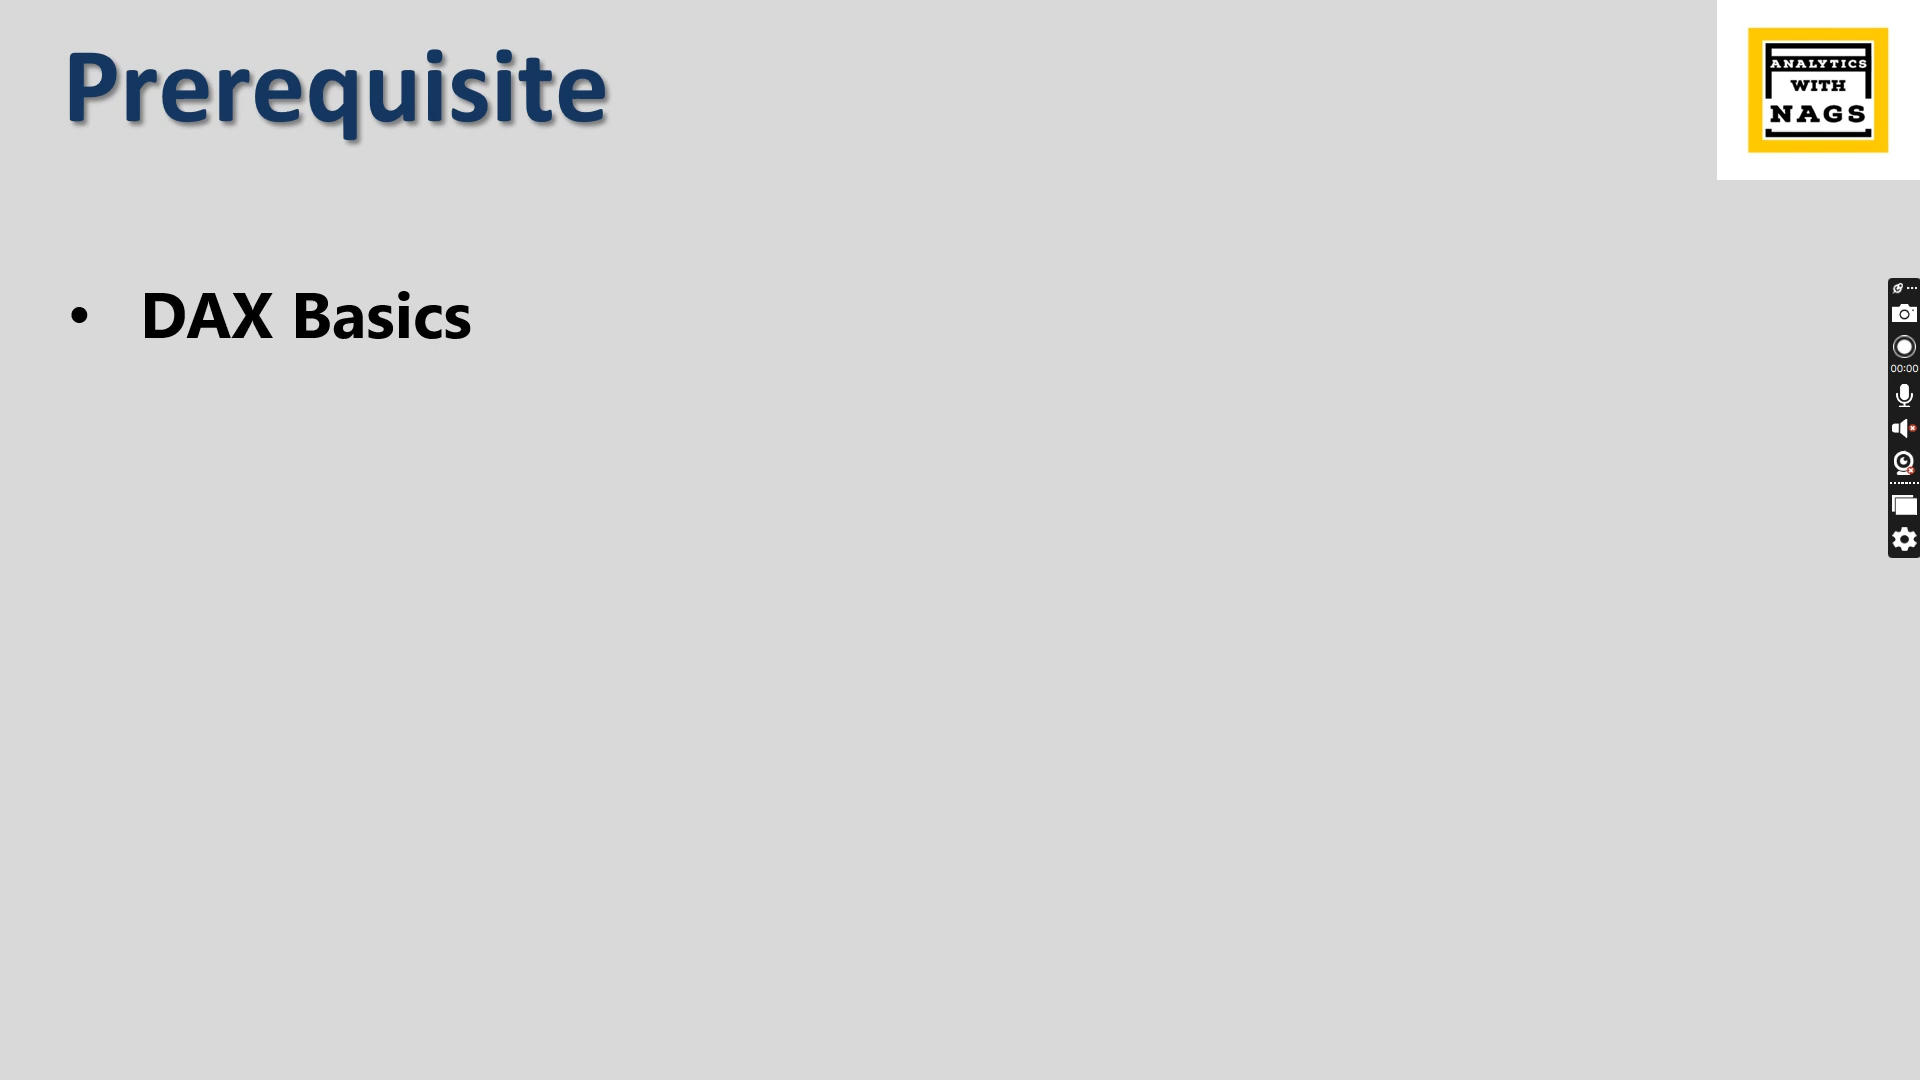 Prerequisite
ANALYTICS
WITH
NAGS
• DAX Basics
00:00